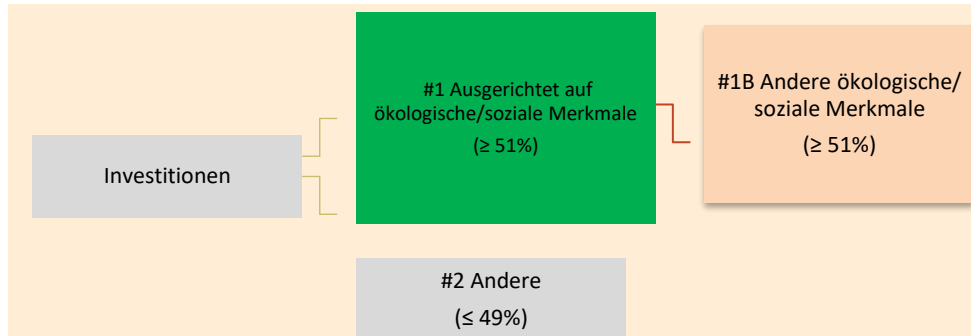 Investitionen
#1 Ausgerichtet auf
ökologische/soziale Merkmale
(≥ 51%)
#1B Andere ökologische/
soziale Merkmale
(≥ 51%)
#2 Andere
(≤ 49%)